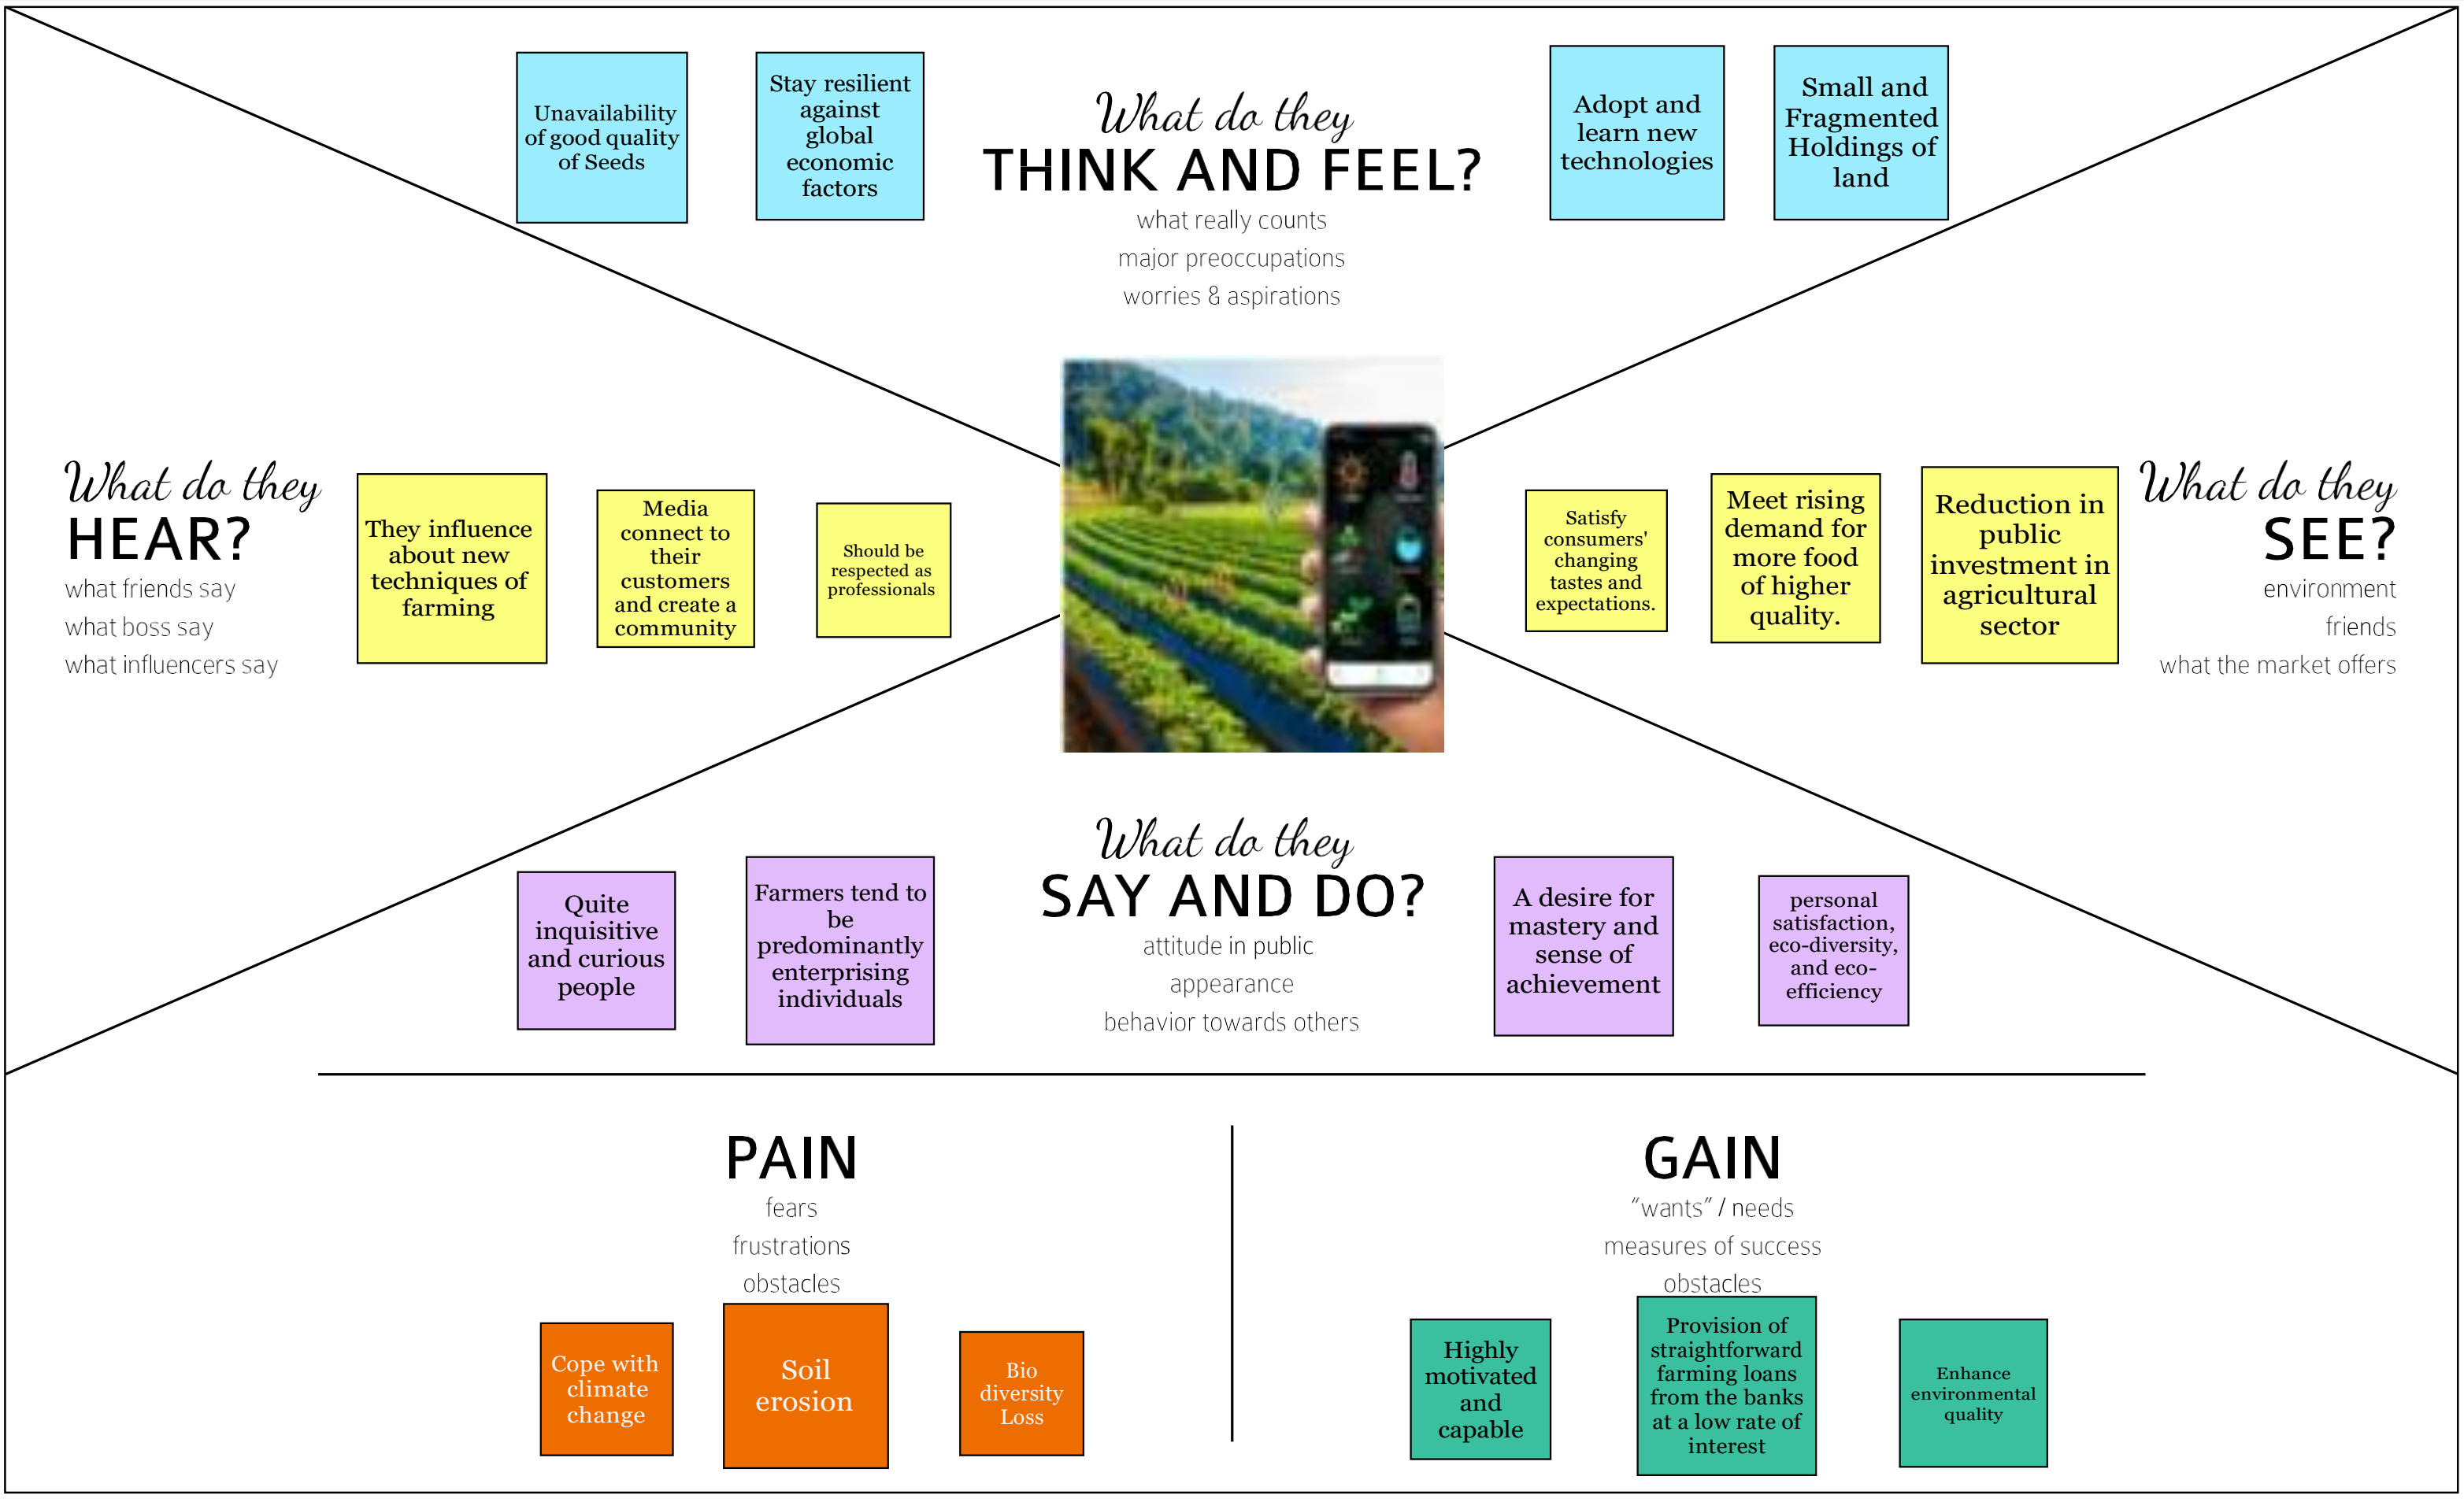 Unavailability
of good quality
of Seeds
Stay resilient
against
global
economic
factors
What do they
THINK AND FEEL?
what really counts
major preoccupations
worries & aspirations
Adopt and
learn new
technologies
Small and
Fragmented
Holdings of
land
What do they
HEAR?
what friends say
what boss say
what influencers say
They influence
about new
techniques of
farming
Media
connect to
their
customers
and create a
community
Should be
respected as
professionals
Satisfy
consumers'
changing
tastes and
expectations.
Meet rising
demand for
more food
of higher
quality.
Reduction in
public
investment in
agricultural
sector
What do they
SEE?
environment
friends
what the market offers
Quite
inquisitive
and curious
people
Farmers tend to
be
predominantly
enterprising
individuals
What do they
SAY AND DO?
attitude in public
appearance
behavior towards others
A desire for
mastery and
sense of
achievement
personal
satisfaction,
eco-diversity,
and eco-
efficiency
PAIN
fears
frustrations
obstacles
Cope with
climate
change
Soil
erosion
Bio
diversity
Loss
GAIN
“wants” / needs
measures of success
obstacles
Highly
motivated
and
capable
Provision of
straightforward
farming loans
from the banks
at a low rate of
interest
Enhance
environmental
quality